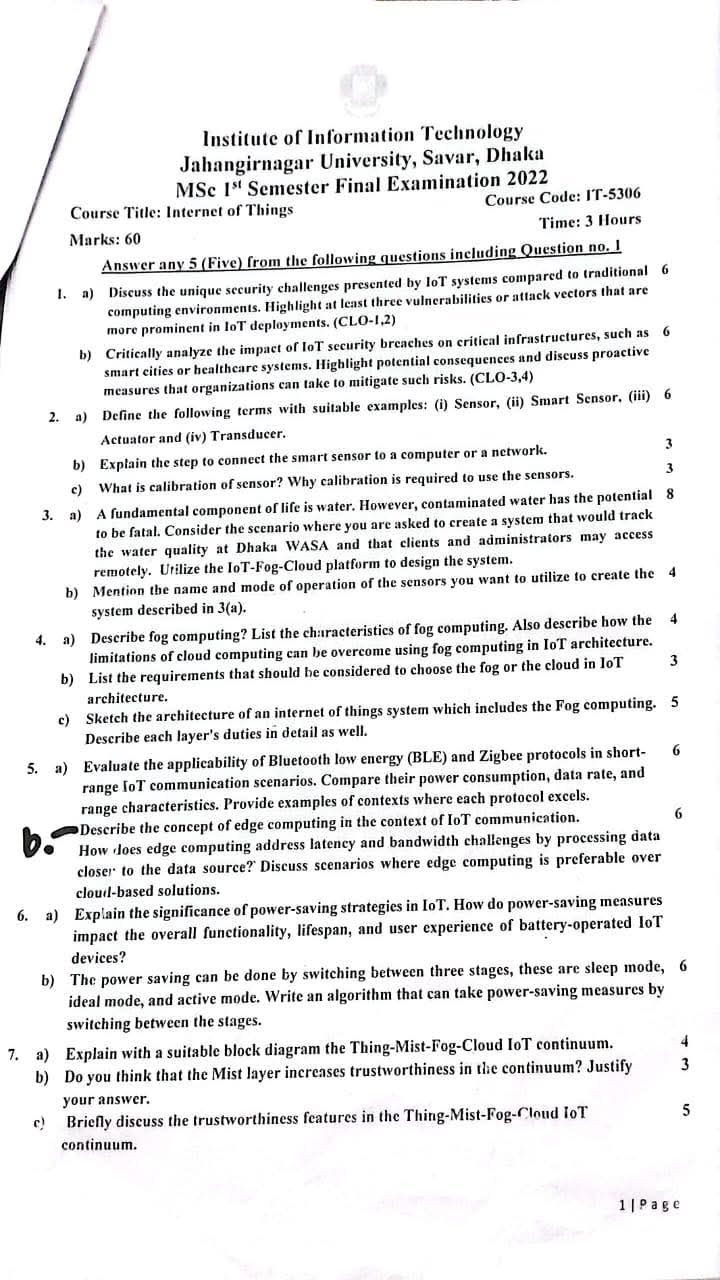 Institute of Information Technology
Jahangirnagar University, Savar, Dhaka
MSc 1st Semester Final Examination 2022
Course Title: Internet of Things
Course Code: IT-5306
Marks: 60
Time: 3 Hours
Answer any 5 (Five) from the following questions including Question no. 1
1. a) Discuss the unique security challenges presented by IoT systems compared to traditional 6
computing environments. Highlight at least three vulnerabilities or attack vectors that are
more prominent in IoT deployments. (CLO-1,2)
b) Critically analyze the impact of IoT security breaches on critical infrastructures, such as 6
smart cities or healthcare systems. Highlight potential consequences and discuss proactive
measures that organizations can take to mitigate such risks. (CLO-3,4)
2. a) Define the following terms with suitable examples: (i) Sensor, (ii) Smart Sensor, (iii) 6
Actuator and (iv) Transducer.
b) Explain the step to connect the smart sensor to a computer or a network. 3
c) What is calibration of sensor? Why calibration is required to use the sensors. 3
3. a) A fundamental component of life is water. However, contaminated water has the potential 8
to be fatal. Consider the scenario where you are asked to create a system that would track
the water quality at Dhaka WASA and that clients and administrators may access
remotely. Utilize the IoT-Fog-Cloud platform to design the system.
b) Mention the name and mode of operation of the sensors you want to utilize to create the 4
system described in 3(a).
4. a) Describe fog computing? List the characteristics of fog computing. Also describe how the 4
limitations of cloud computing can be overcome using fog computing in IoT architecture.
b) List the requirements that should be considered to choose the fog or the cloud in IoT 3
architecture.
c) Sketch the architecture of an internet of things system which includes the Fog computing. 5
Describe each layer's duties in detail as well.
5. a) Evaluate the applicability of Bluetooth low energy (BLE) and Zigbee protocols in short- 6
range IoT communication scenarios. Compare their power consumption, data rate, and
range characteristics. Provide examples of contexts where each protocol excels.
b. Describe the concept of edge computing in the context of IoT communication. 6
How does edge computing address latency and bandwidth challenges by processing data
closer to the data source? Discuss scenarios where edge computing is preferable over
cloud-based solutions.
6. a) Explain the significance of power-saving strategies in IoT. How do power-saving measures
impact the overall functionality, lifespan, and user experience of battery-operated IoT
devices?
b) The power saving can be done by switching between three stages, these are sleep mode, 6
ideal mode, and active mode. Write an algorithm that can take power-saving measures by
switching between the stages.
7. a) Explain with a suitable block diagram the Thing-Mist-Fog-Cloud IoT continuum. 4
b) Do you think that the Mist layer increases trustworthiness in the continuum? Justify 3
your answer.
c) Briefly discuss the trustworthiness features in the Thing-Mist-Fog-Cloud IoT 5
continuum.
1 | Page